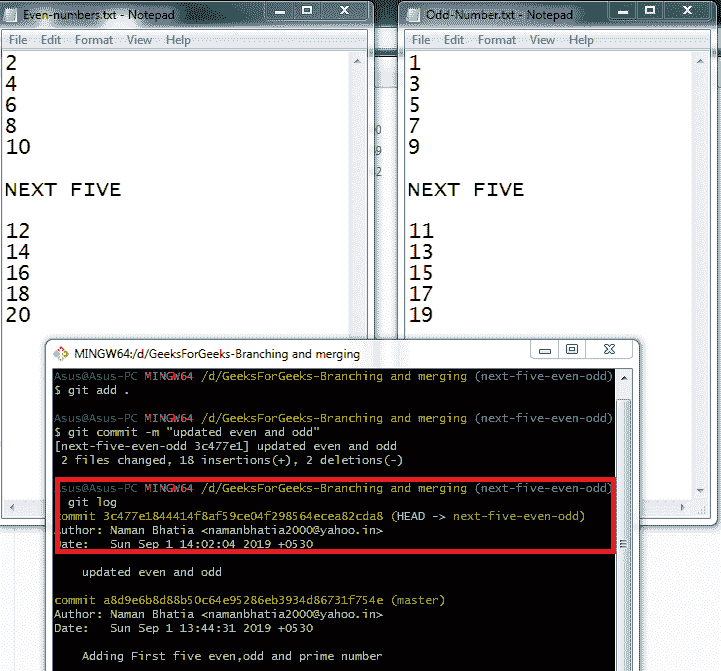 Even-numbers.txt - Notepad
File Edit Format View Help
2
4
6
8
10
NEXT FIVE
12
14
16
18
20
Odd-Number.txt - Notepad
File Edit Format View Help
1
3
5
7
9
NEXT FIVE
11
13
15
17
19
0
9
2
MINGW64:/d/GeeksForGeeks-Branching and merging
Asus@Asus-PC MINGW64 /d/GeeksForGeeks-Branching and merging (next-five-even-odd)
$ git add .
Asus@Asus-PC MINGW64 /d/GeeksForGeeks-Branching and merging (next-five-even-odd)
$ git commit -m "updated even and odd"
[next-five-even-odd 3c477e1] updated even and odd
2 files changed, 18 insertions(+), 2 deletions(-)
Asus@Asus-PC MINGW64 /d/GeeksForGeeks-Branching and merging (next-five-even-odd)
git log
commit 3c477e1844414f8af59ce04f298564ecea82cda8 (HEAD -> next-five-even-odd)
Author: Naman Bhatia <namanbhatia2000@yahoo.in>
Date: Sun Sep 1 14:02:04 2019 +0530
updated even and odd
commit a8d9e6b8d88b50c64e95286eb3934d86731f754e (master)
Author: Naman Bhatia <namanbhatia2000@yahoo.in>
Date: Sun Sep 1 13:44:31 2019 +0530
Adding First five even,odd and prime number